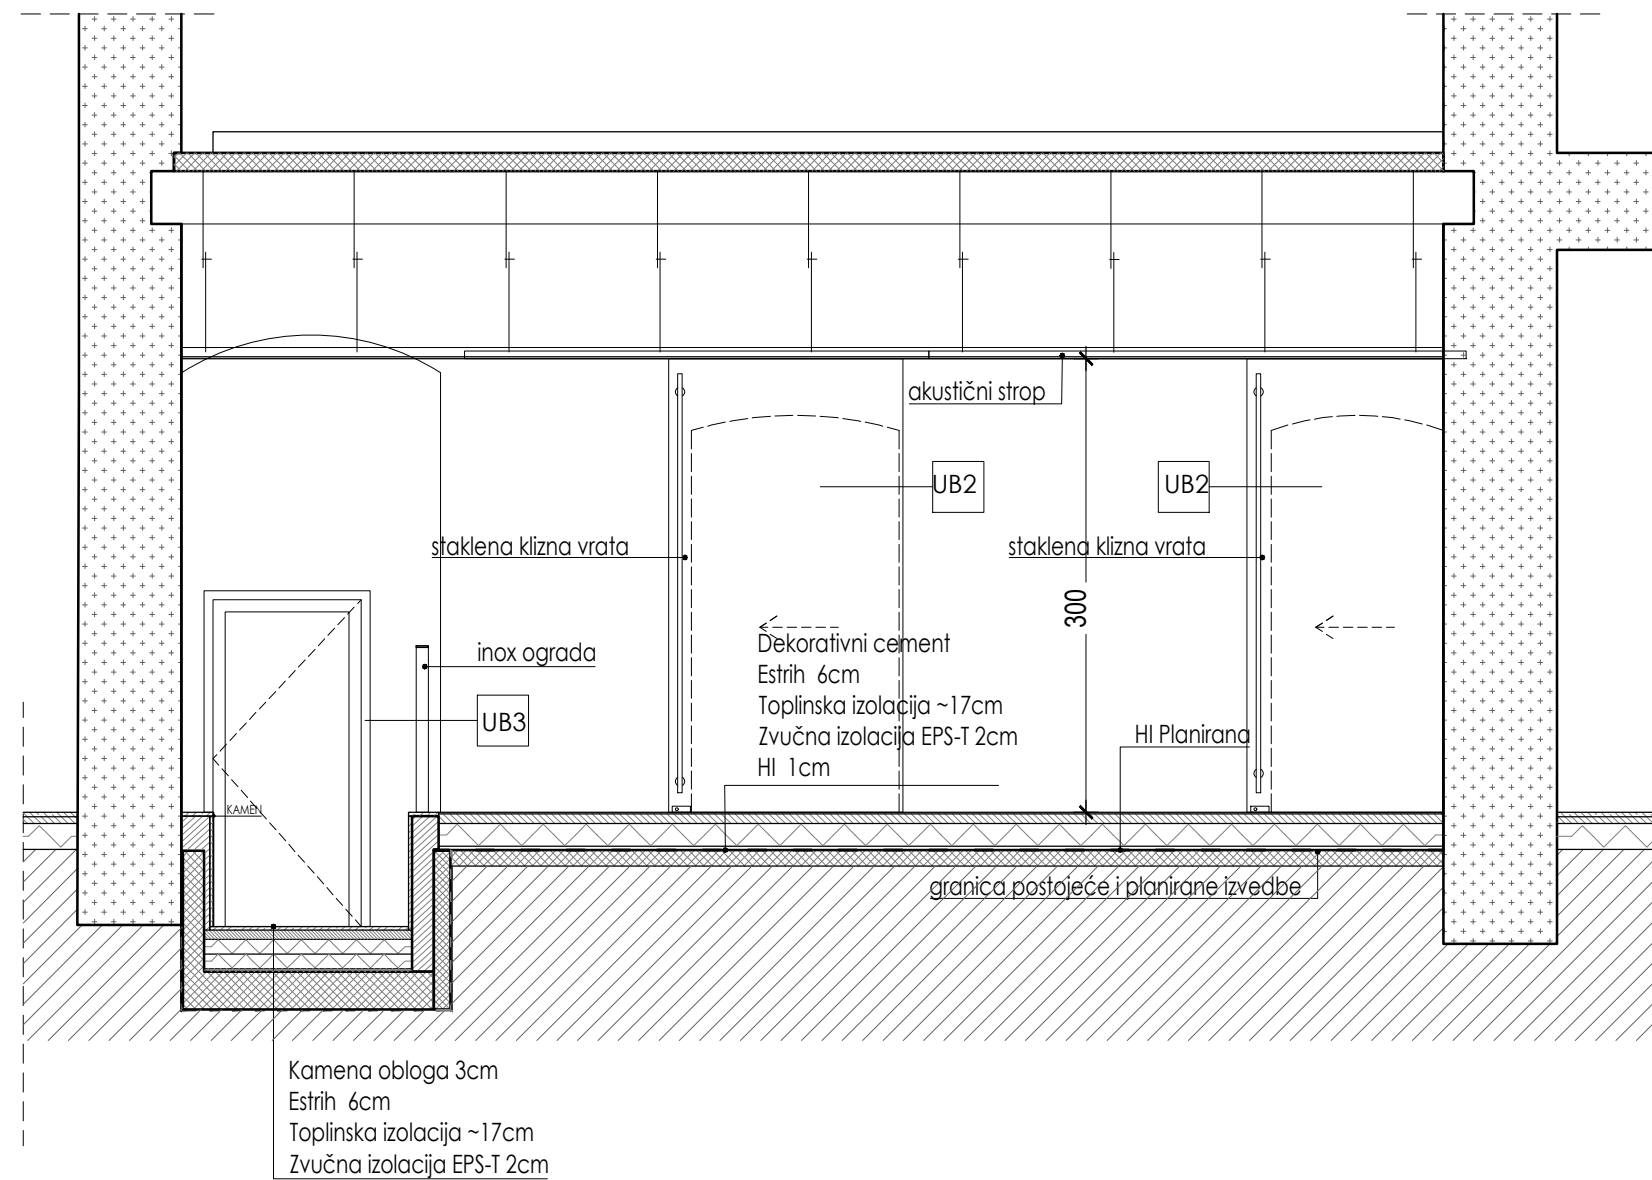 akustični strop
UB2
UB2
staklena klizna vrata
staklena klizna vrata
300
inox ograda
UB3
Dekorativni cement
Estrih 6cm
Toplinska izolacija ~17cm
Zvučna izolacija EPS-T 2cm
HI 1cm
HI Planirana
KAMEN
granica postojeće i planirane izvedbe
Kamena obloga 3cm
Estrih 6cm
Toplinska izolacija ~17cm
Zvučna izolacija EPS-T 2cm